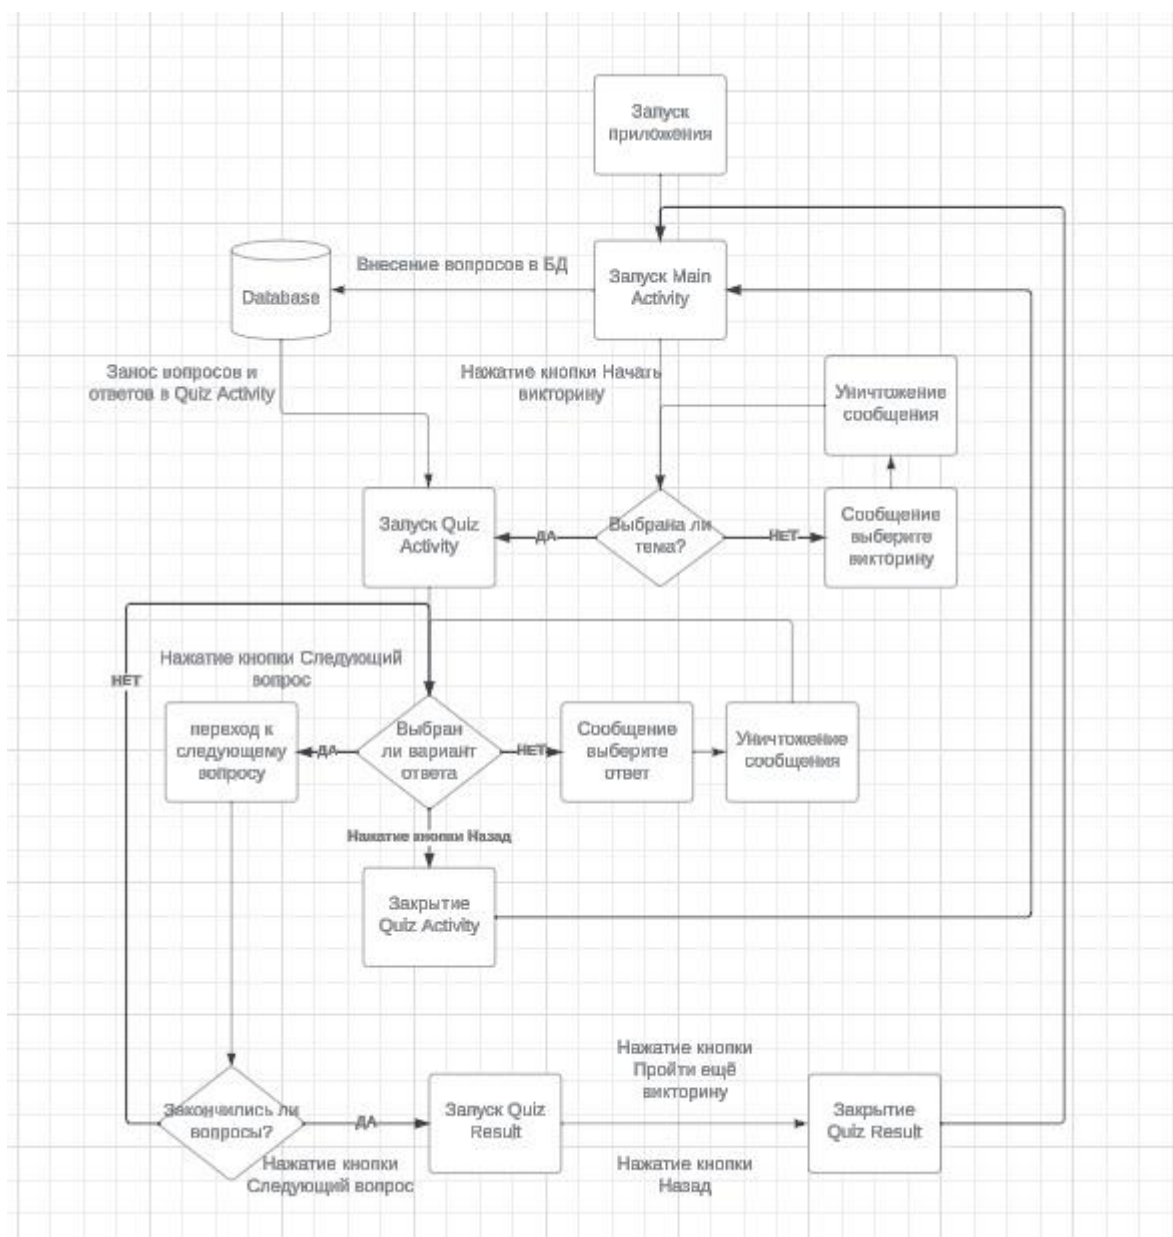 Запуск
приложения
Внесение вопросов в БД
Запуск Main
Activity
Database
Занос вопросов и
ответов в Quiz Activity
Нажатие кнопки Начать
викторину
Уничтожение
сообщения
Запуск Quiz
Activity
ДА
Выбрана ли
тема?
НЕТ
Сообщение
выберите
викторину
Нажатие кнопки Следующий
вопрос
НЕТ
переход к
следующему
вопросу
ДА
Выбран
ли вариант
ответа
НЕТ
Сообщение
выберите
ответ
Уничтожение
сообщения
Нажатие кнопки Назад
Закрытие
Quiz Activity
Нажатие кнопки
Пройти ещё
викторину
Закончились ли
вопросы?
ДА
Запуск Quiz
Result
Закрытие
Quiz Result
Нажатие кнопки
Следующий вопрос
Нажатие кнопки
Назад